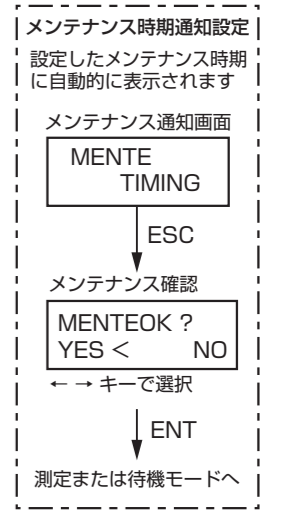 メンテナンス時期通知設定
設定したメンテナンス時期
に自動的に表示されます
メンテナンス通知画面
MENTE
TIMING
ESC
メンテナンス確認
MENTEOK ?
YES < NO
← → キーで選択
ENT
測定または待機モードへ